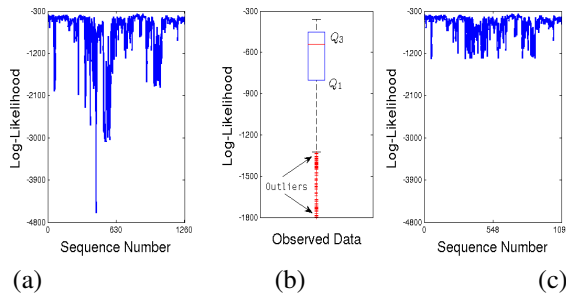 -300
-1200
-2100
-3000
-3900
-4800
0
630
1260
Log-Likelihood
Sequence Number
(a)
-300
-600
-900
-1200
-1500
-1800
Log-Likelihood
Q3
Q1
Outliers
Observed Data
(b)
-300
-1200
-2100
-3000
-3900
-4800
0
548
109
Log-Likelihood
Sequence Number
(c)